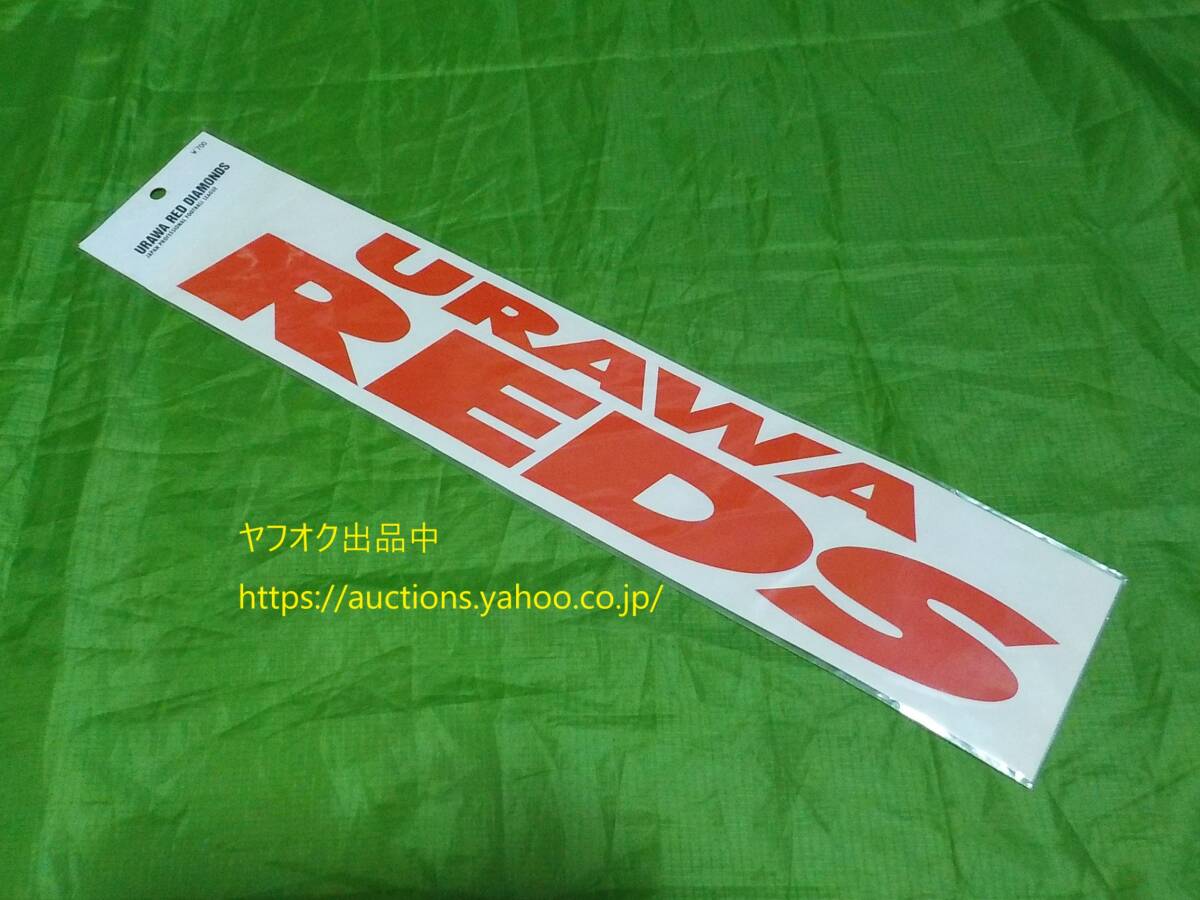 ¥700
URAWA RED DIAMONDS
JAPAN PROFESSIONAL FOOTBALL LEAGUE
URAWA
REDS
ヤフオク出品中
https://auctions.yahoo.co.jp/